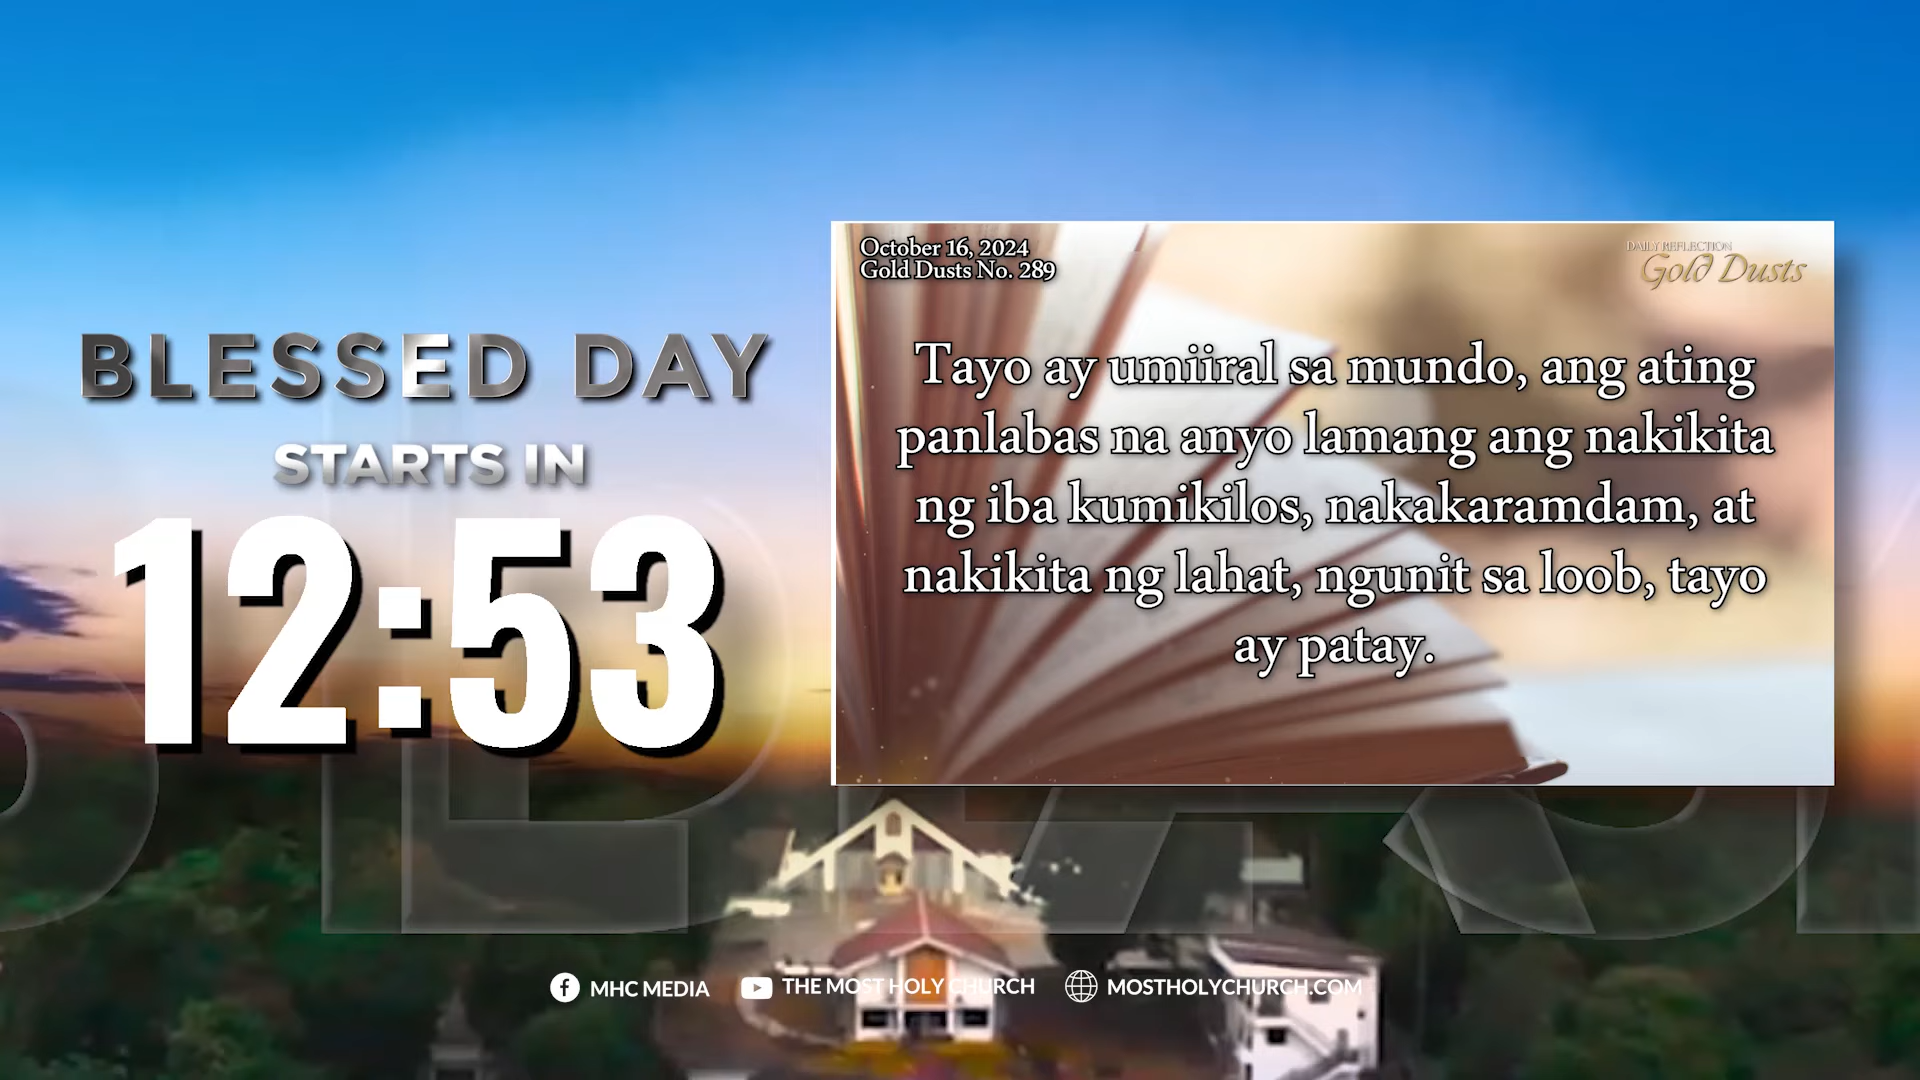 BLESSED DAY
STARTS IN
12:53
October 16, 2024
Gold Dusts No. 289
DAILY REFLECTION
Gold Dusts
Tayo ay umiiral sa mundo, ang ating
panlabas na anyo lamang ang nakikita
ng iba kumikilos, nakakaramdam, at
nakikita ng lahat, ngunit sa loob, tayo
ay patay.
MHC MEDIA
THE MOST HOLY CHURCH
MOSTHOLYCHURCH.COM